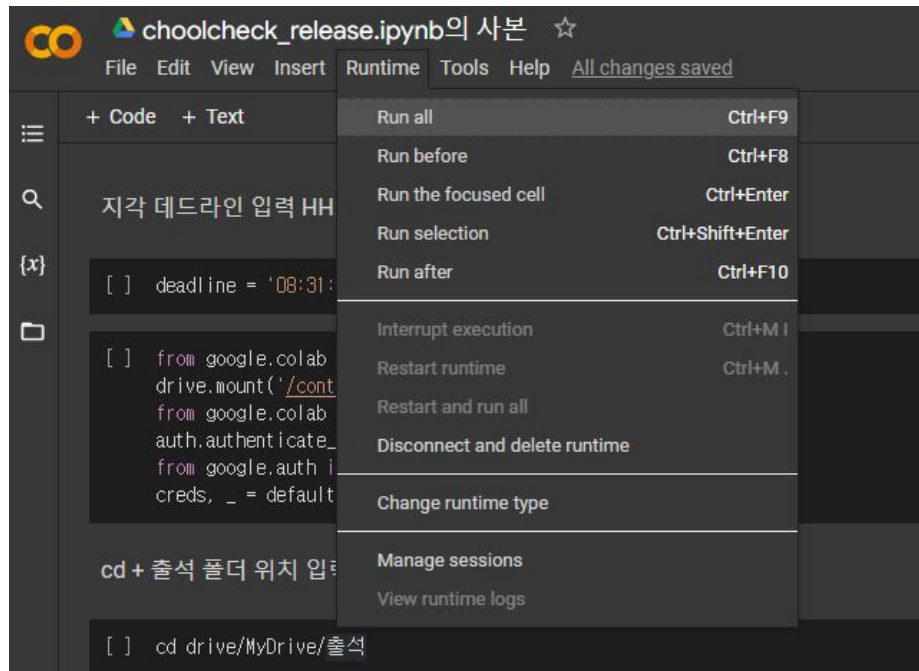 CO choolcheck_release.ipynb의 사본
File Edit View Insert Runtime Tools Help All changes saved
+ Code + Text
Run all Ctrl+F9
Run before Ctrl+F8
지각 데드라인 입력 HH
Run the focused cell Ctrl+Enter
Run selection Ctrl+Shift+Enter
{x}
Run after Ctrl+F10
[ ] deadline = '08:31:
Interrupt execution Ctrl+M I
[ ] from google.colab
Restart runtime Ctrl+M .
drive.mount('/cont
from google.colab
Restart and run all
auth.authenticate_
Disconnect and delete runtime
from google.auth i
creds, _ = default
Change runtime type
cd + 출석 폴더 위치
Manage sessions
View runtime logs
[ ] cd drive/MyDrive/출석